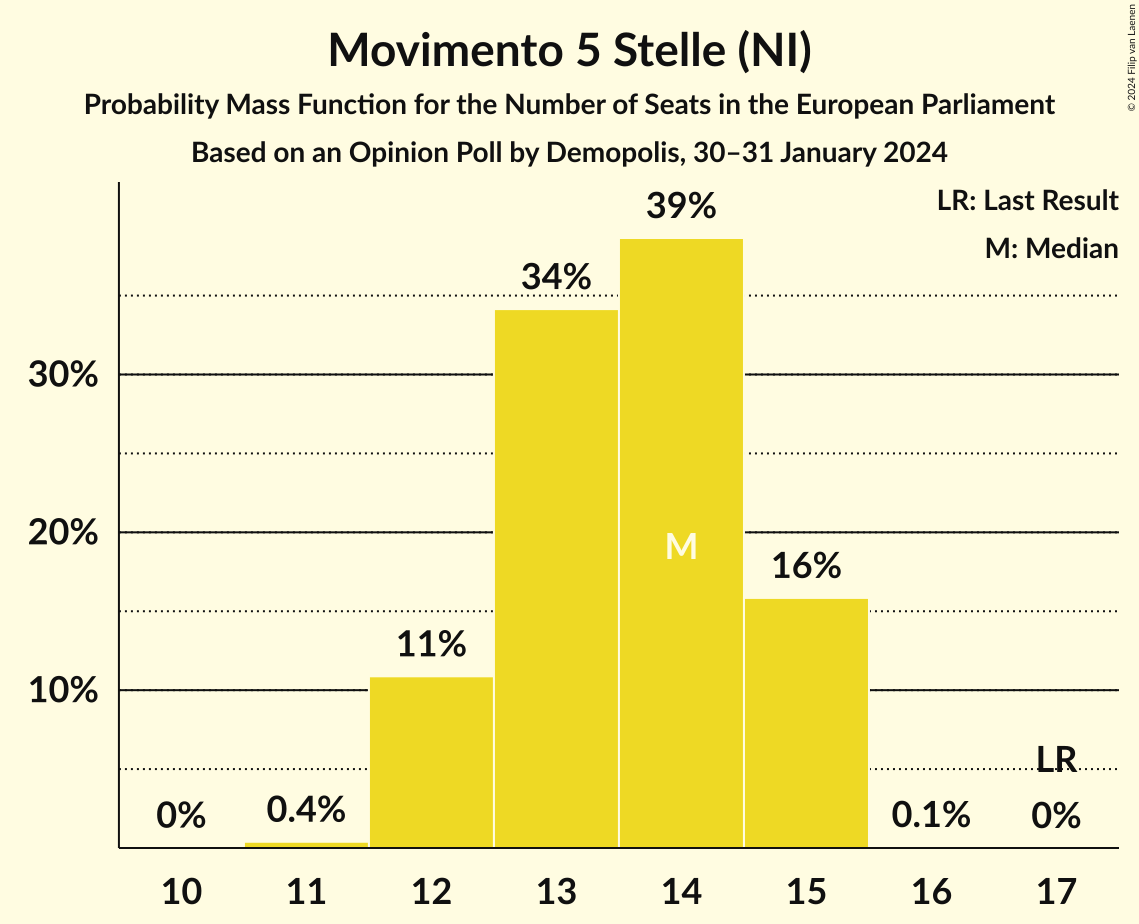 Movimento 5 Stelle (NI)
Probability Mass Function for the Number of Seats in the European Parliament
Based on an Opinion Poll by Demopolis, 30–31 January 2024
© 2024 Filip van Laenen
LR: Last Result
M: Median
39%
34%
30%
20%
M
16%
11%
10%
LR
0%
0.4%
0.1%
0%
10 11 12 13 14 15 16 17